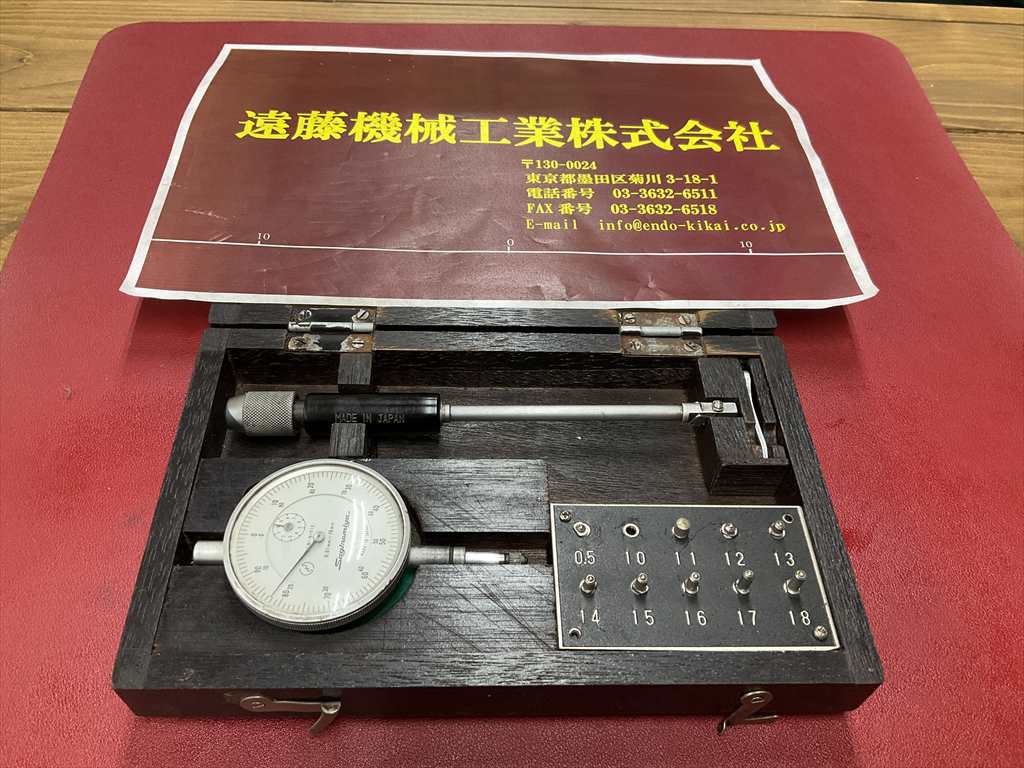 遠藤機械工業株式会社
〒130-0024
東京都墨田区菊川 3-18-1
電話番号 03-3632-6511
FAX 番号 03-3632-6518
E-mail info@endo-kikai.co.jp
10 0 10
MADE IN JAPAN
0.5 10 11 12 13
14 15 16 17 18